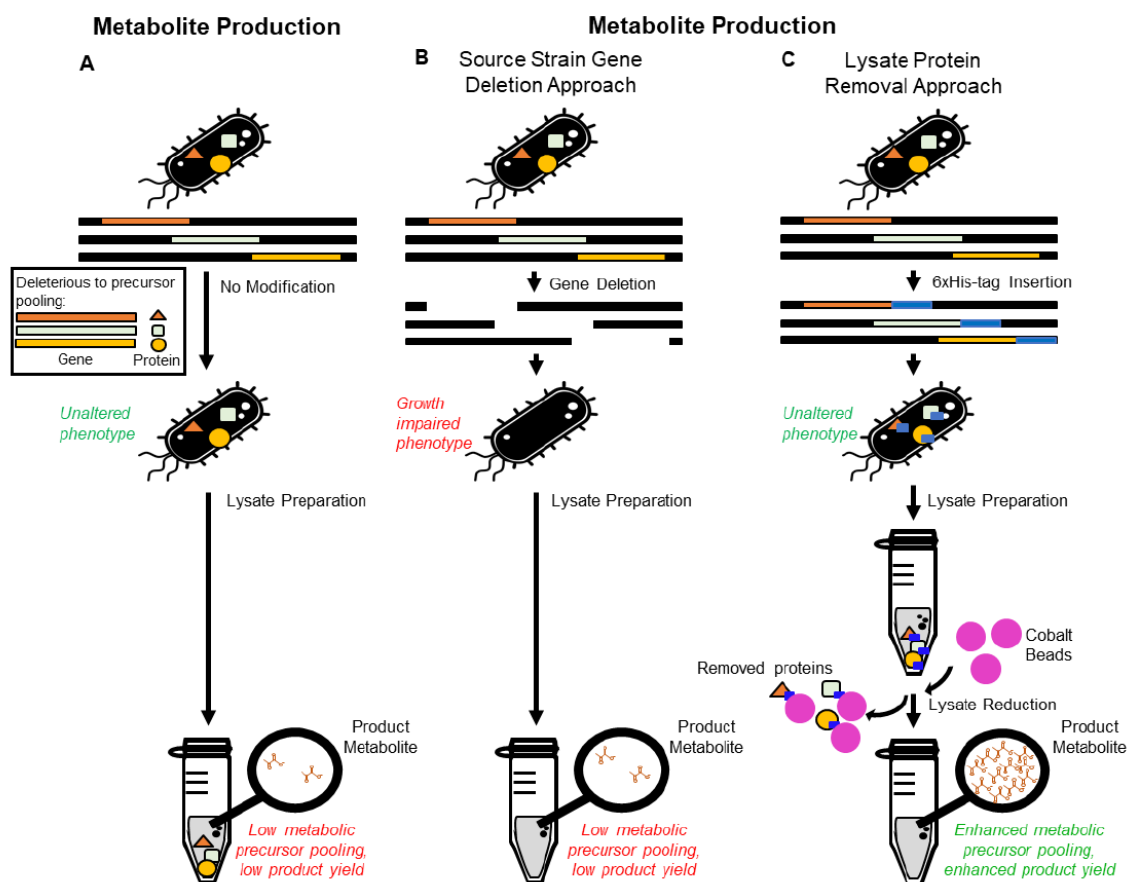 Metabolite Production
Metabolite Production
A
B
Source Strain Gene
Deletion Approach
C
Lysate Protein
Removal Approach
Deleterious to precursor
pooling:
Gene
Protein
No Modification
Gene Deletion
6xHis-tag Insertion
Unaltered
phenotype
Growth
impaired
phenotype
Unaltered
phenotype
Lysate Preparation
Lysate Preparation
Lysate Preparation
Cobalt
Beads
Removed proteins
Lysate Reduction
Product
Metabolite
Product
Metabolite
Product
Metabolite
Low metabolic
precursor pooling,
low product yield
Low metabolic
precursor pooling,
low product yield
Enhanced metabolic
precursor pooling,
enhanced product yield